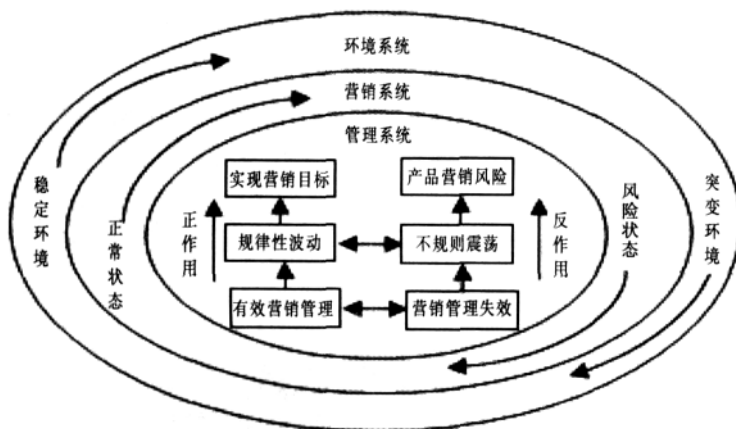 环境系统
营销系统
管理系统
实现营销目标
产品营销风险
稳定环境
正常状态
正作用
规律性波动
不规则震荡
反作用
风险状态
突变环境
有效营销管理
营销管理失效